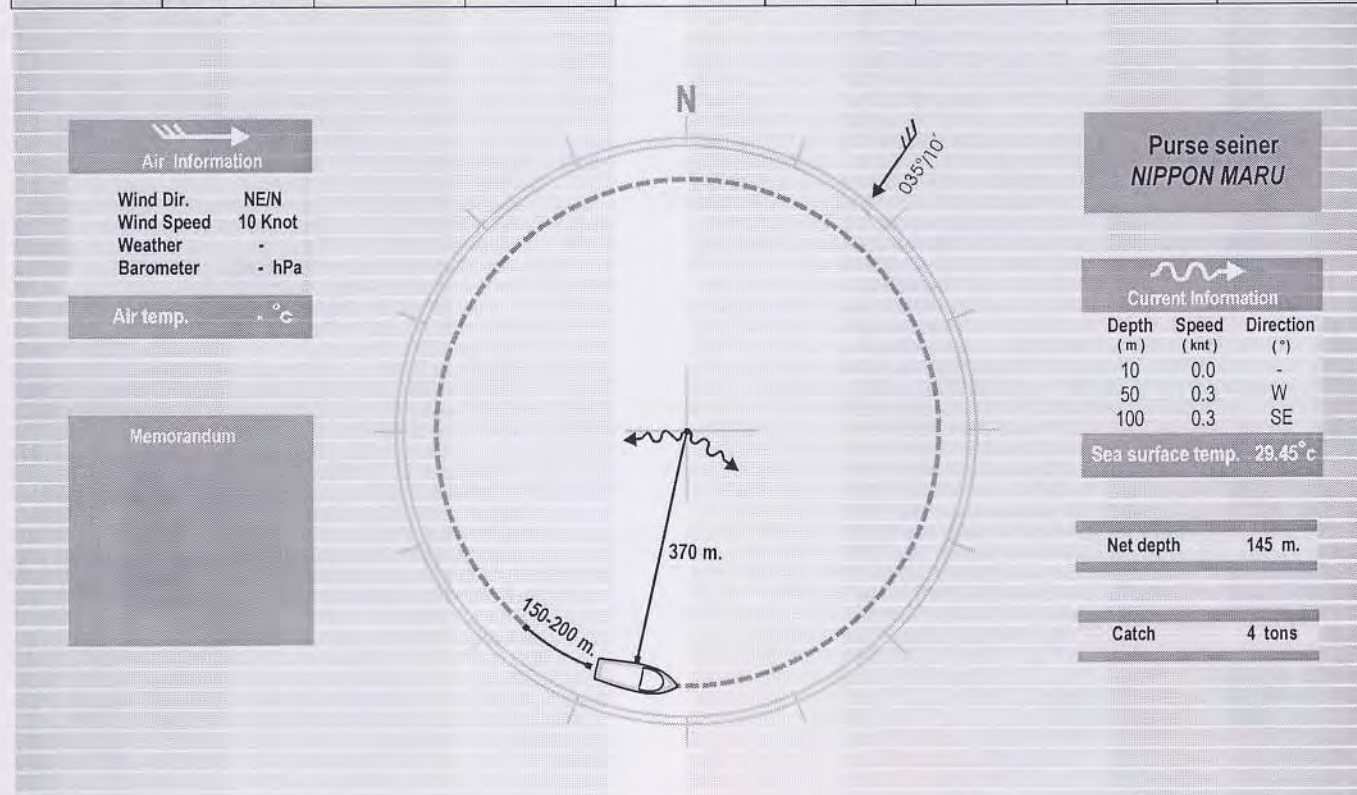 N
035°/10'
Air Information
Wind Dir. NE/N
Wind Speed 10 Knot
Weather -
Barometer - hPa
Air temp. - °c
Memorandum
Purse seiner
NIPPON MARU
Current Information
Depth Speed Direction
(m) (knt) (°)
10 0.0 -
50 0.3 W
100 0.3 SE
Sea surface temp. 29.45°c
Net depth 145 m.
Catch 4 tons
370 m.
150-200 m.